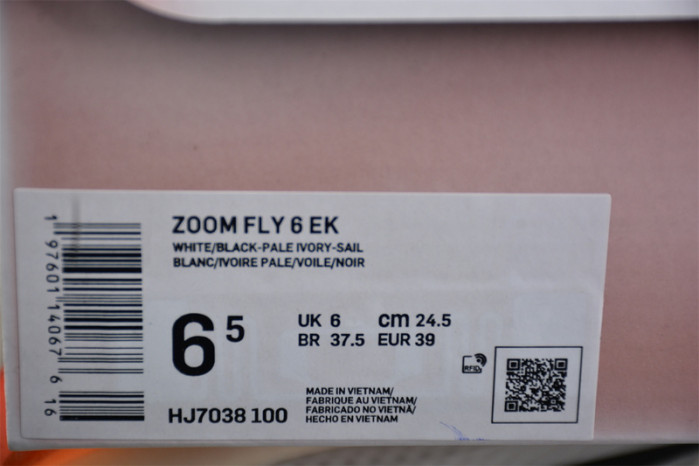 ZOOM FLY 6 EK
WHITE/BLACK-PALE IVORY-SAIL
BLANC/IVOIRE PALE/VOILE/NOIR
6 5
UK 6 cm 24.5
BR 37.5 EUR 39
RFID
HJ7038 100
MADE IN VIETNAM/
FABRIQUE AU VIETNAM/
FABRICADO NO VIETNÃ/
HECHO EN VIETNAM
1 97601 14067 6 16